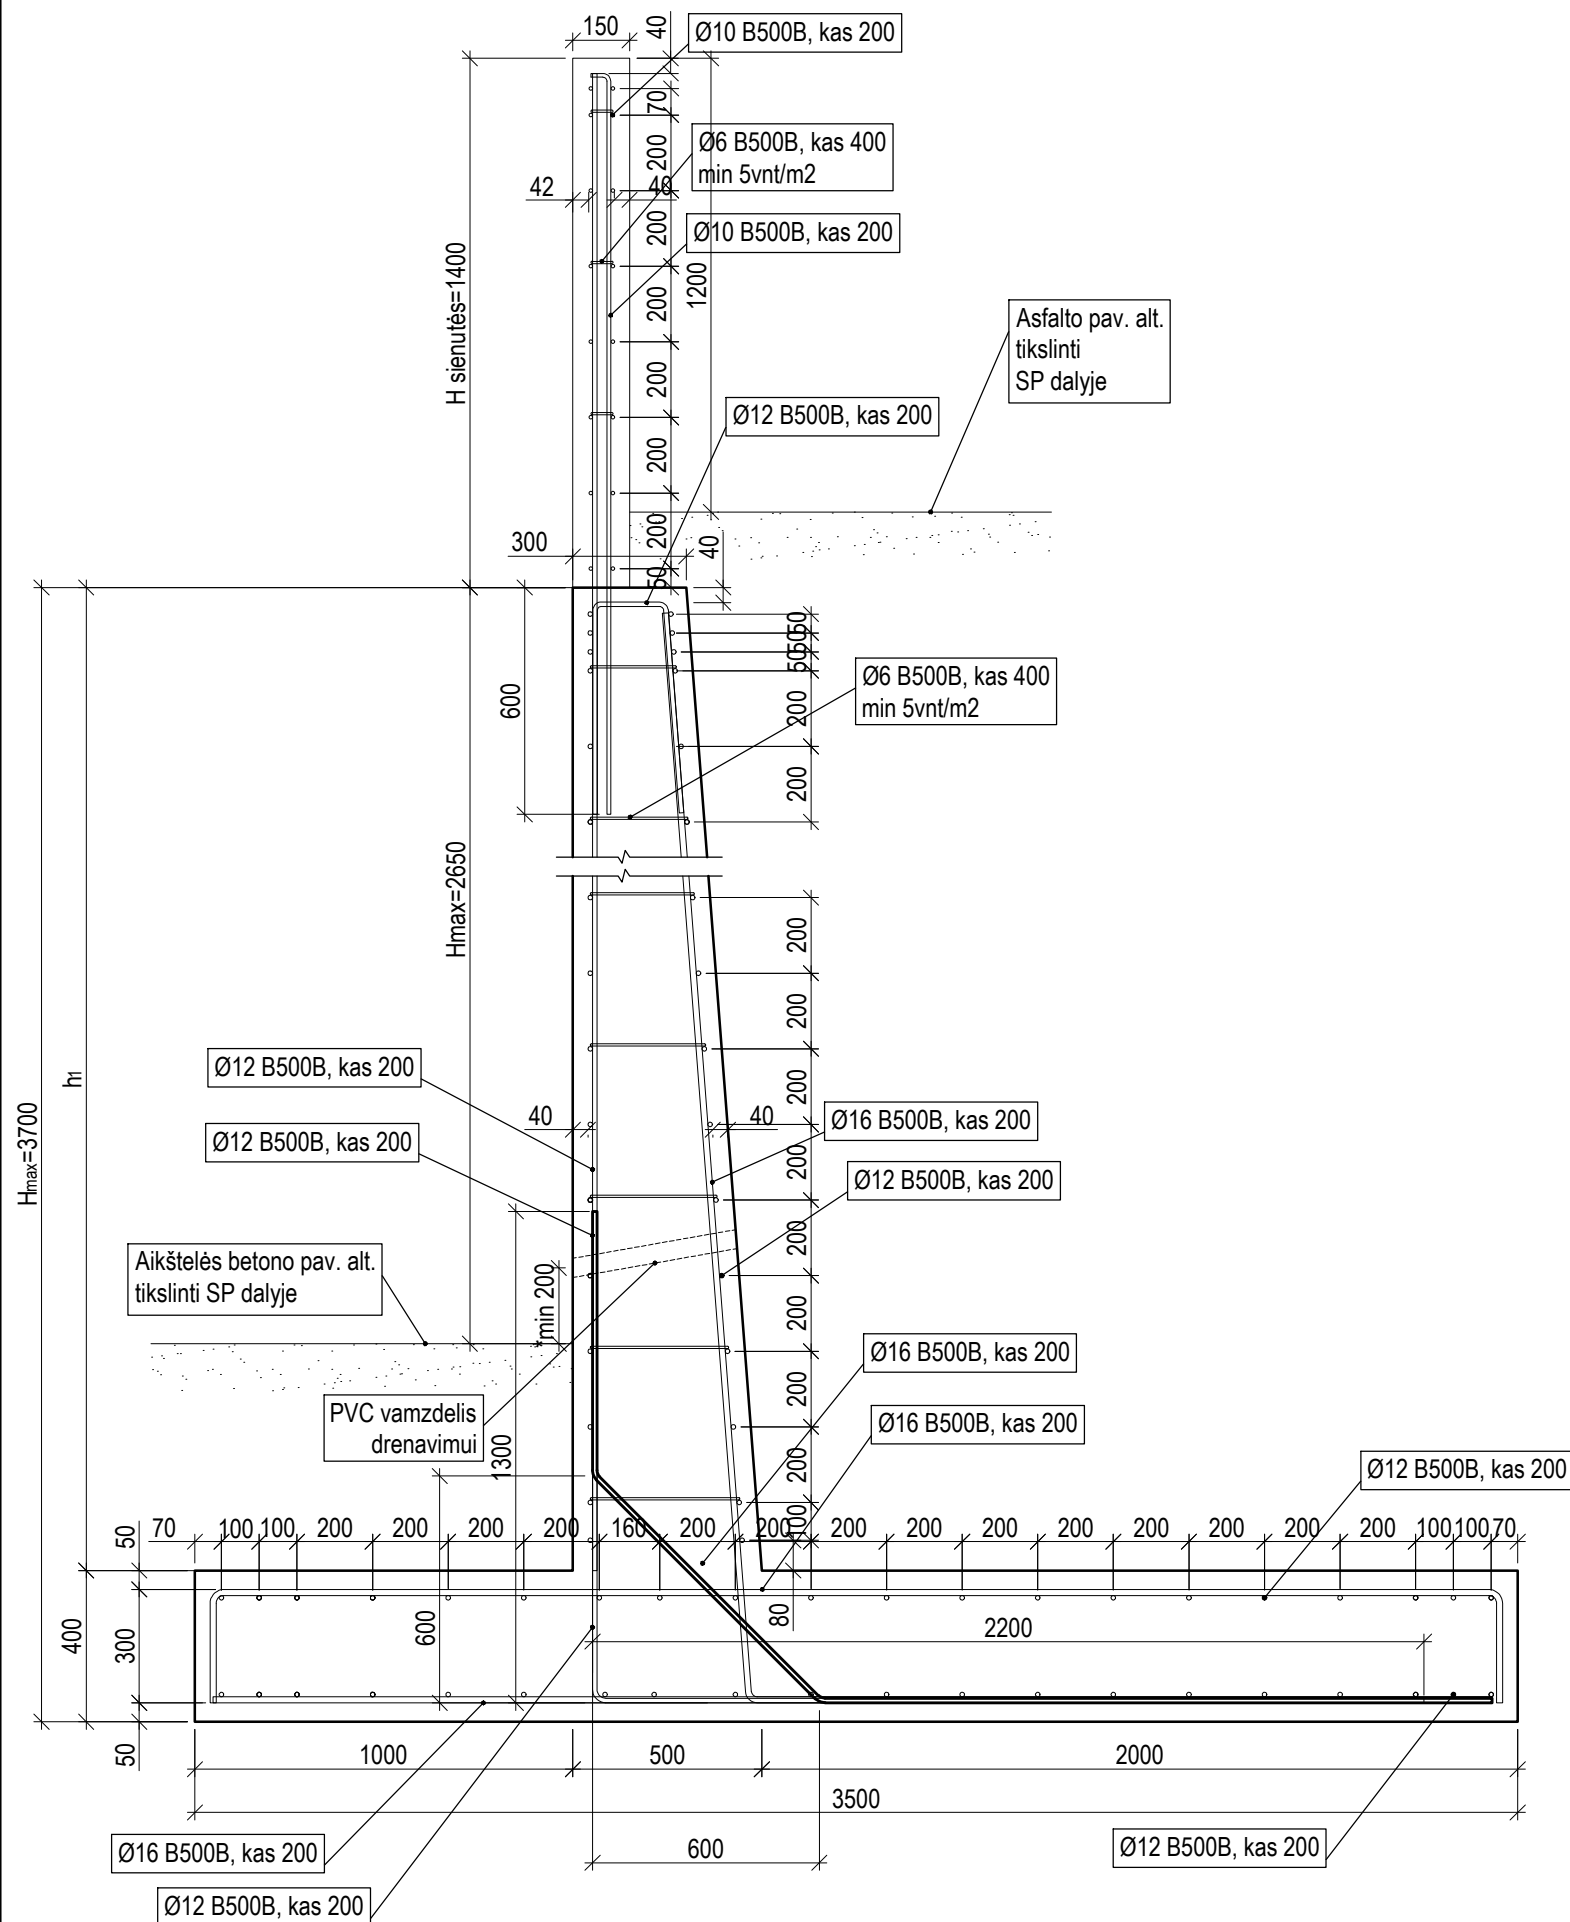 150
40
Ø10 B500B, kas 200
70
200
Ø6 B500B, kas 400
min 5vnt/m2
42
40
200
Ø10 B500B, kas 200
H sienutės=1400
1200
200
Asfalto pav. alt.
tikslinti
SP dalyje
200
Ø12 B500B, kas 200
200
200
300
40
50
50
50
50
600
Ø6 B500B, kas 400
min 5vnt/m2
200
200
Hmax=2650
200
200
Ø12 B500B, kas 200
h1
200
40
40
Ø16 B500B, kas 200
Ø12 B500B, kas 200
Hmax=3700
200
Ø12 B500B, kas 200
200
Aikštelės betono pav. alt.
tikslinti SP dalyje
*min 200
200
Ø16 B500B, kas 200
PVC vamzdelis
drenavimui
Ø16 B500B, kas 200
1300
200
Ø12 B500B, kas 200
100
50
70
100
100
200
200
200
200
160
200
200
200
200
200
200
200
200
200
200
100
100
70
400
300
600
80
2200
50
1000
500
2000
3500
Ø16 B500B, kas 200
600
Ø12 B500B, kas 200
Ø12 B500B, kas 200